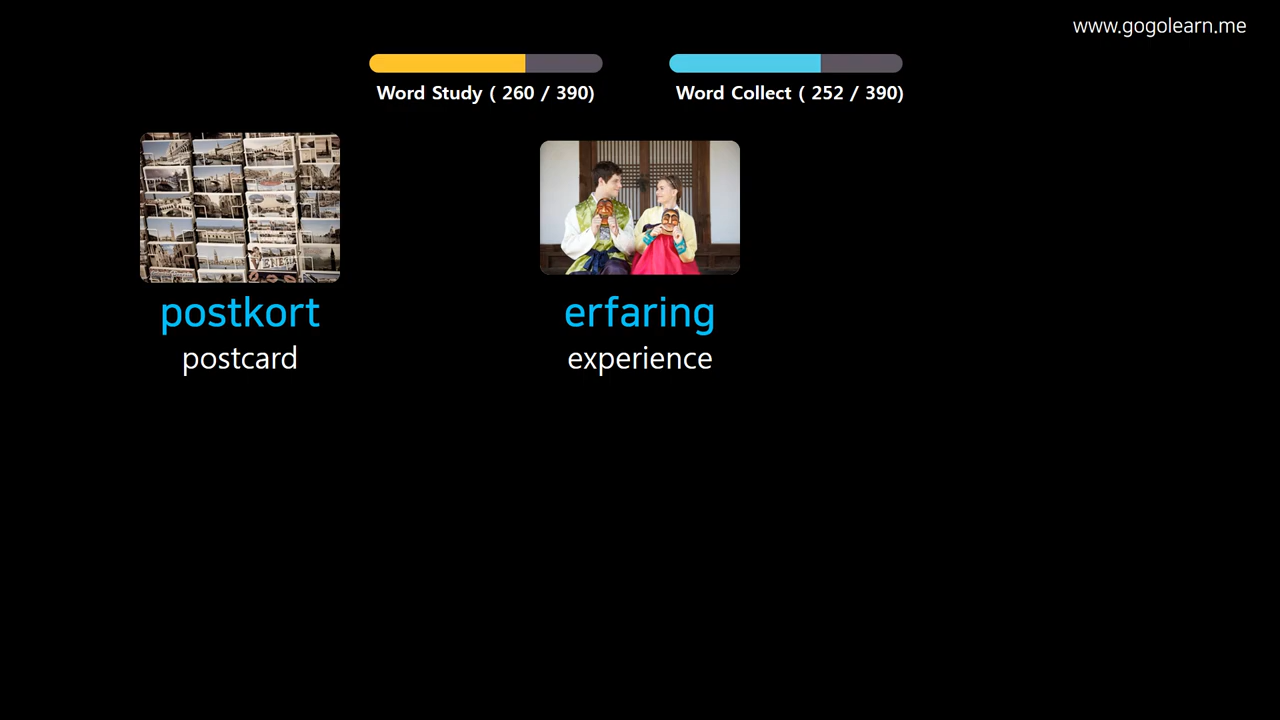 www.gogolearn.me
Word Study ( 260 / 390)
Word Collect ( 252 / 390)
postkort
erfaring
postcard
experience